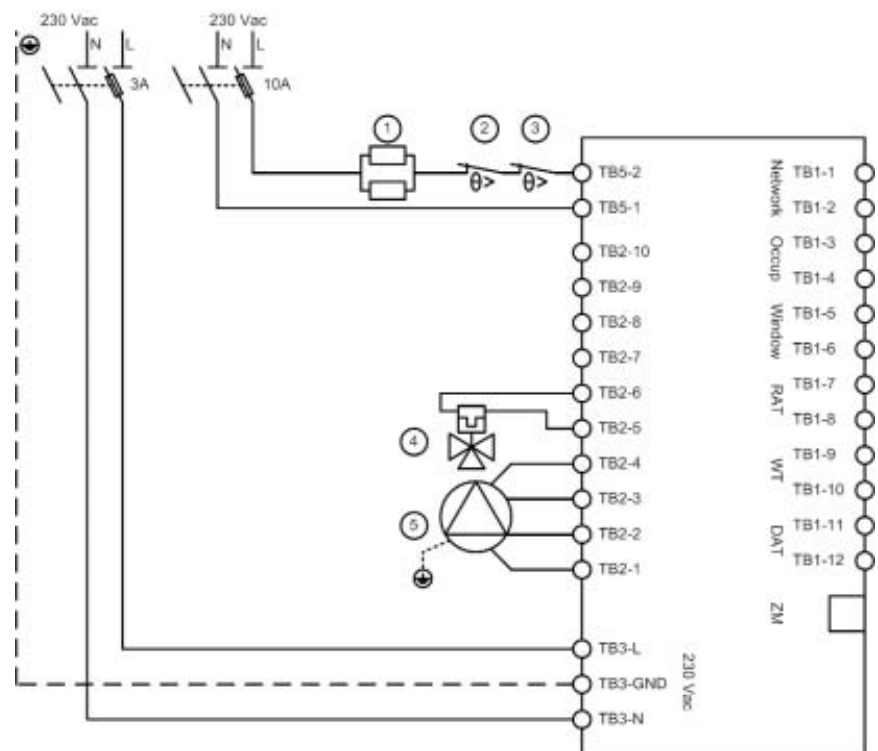 230 Vac 230 Vac
N L N L
3A 10A
1 2 3
θ> θ>
TB5-2
TB5-1
TB2-10
TB2-9
TB2-8
TB2-7
TB2-6
TB2-5
4
TB2-4
TB2-3
5
TB2-2
TB2-1
TB3-L
TB3-GND
TB3-N
230 Vac
Network
Occup
Window
RAT
WT
DAT
ZM
TB1-1
TB1-2
TB1-3
TB1-4
TB1-5
TB1-6
TB1-7
TB1-8
TB1-9
TB1-10
TB1-11
TB1-12